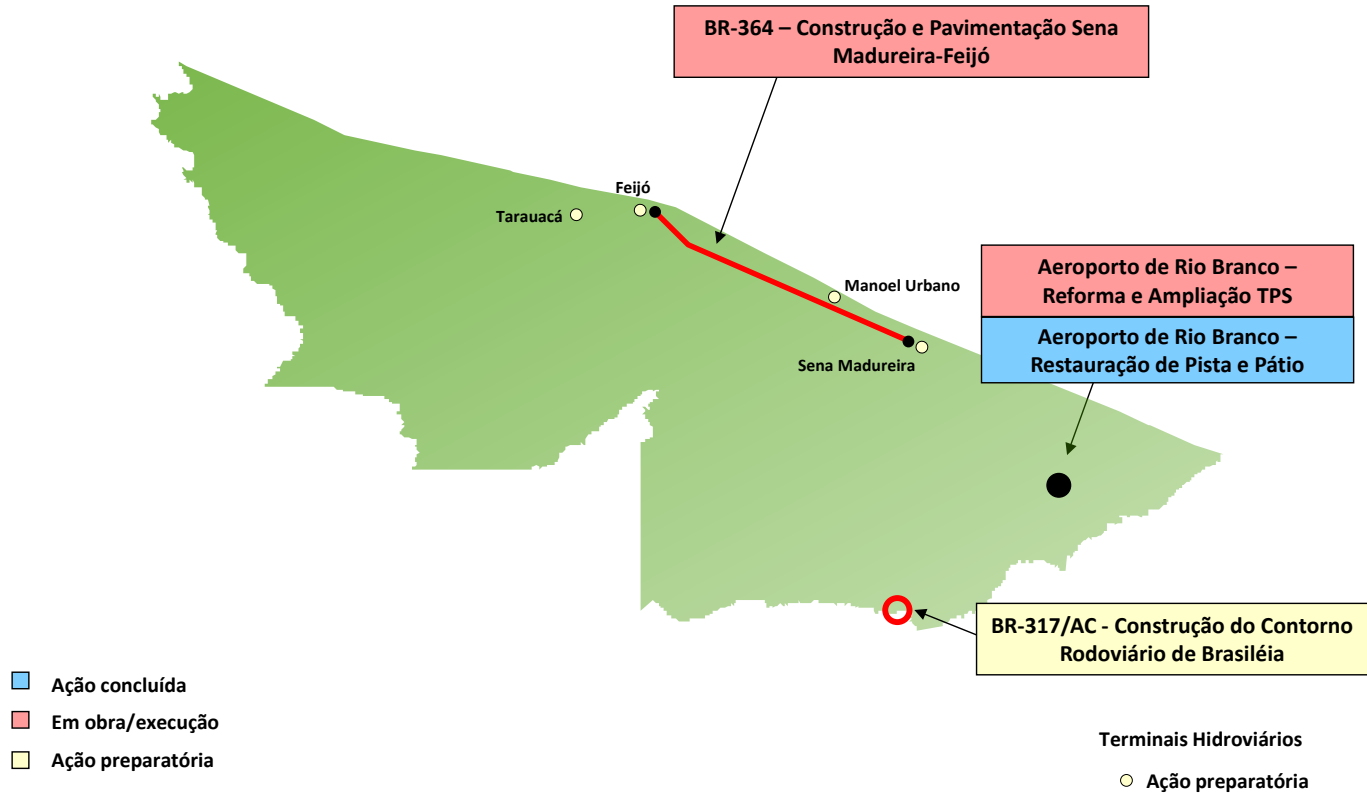 BR-364 – Construção e Pavimentação Sena
Madureira-Feijó
Feijó
Tarauacá
Manoel Urbano
Sena Madureira
Aeroporto de Rio Branco –
Reforma e Ampliação TPS
Aeroporto de Rio Branco –
Restauração de Pista e Pátio
BR-317/AC - Construção do Contorno
Rodoviário de Brasiléia
Ação concluída
Em obra/execução
Ação preparatória
Terminais Hidroviários
Ação preparatória